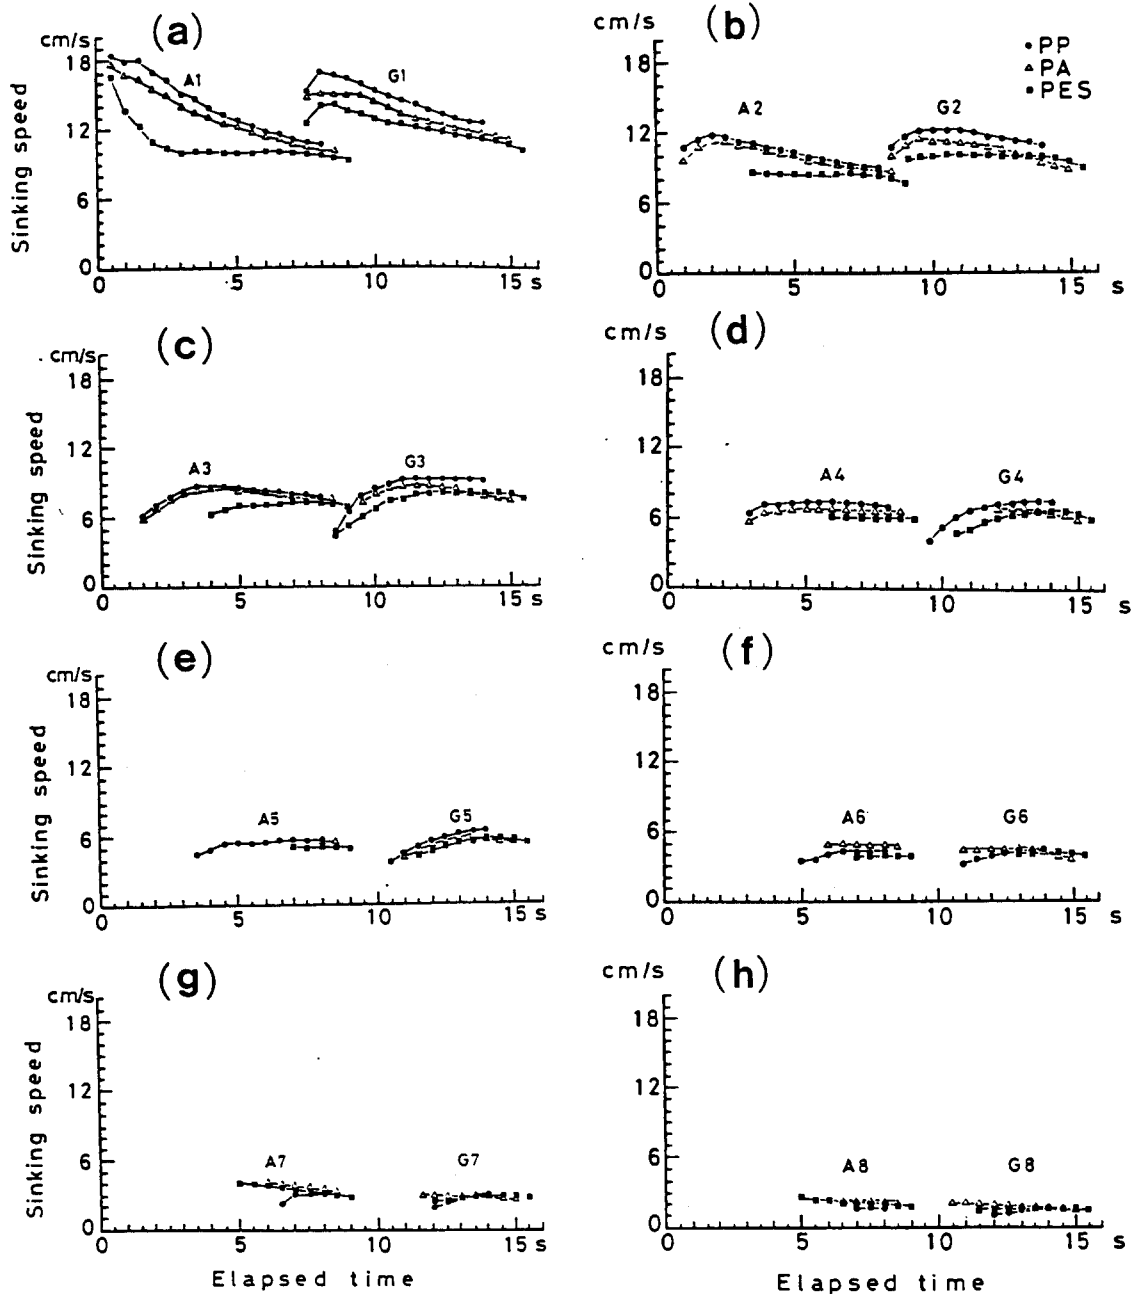 (a)
cm/s
18
12
6
0
Sinking speed
A1
G1
0 5 10 15 s
(b)
cm/s
18
12
6
0
A2
G2
PP
PA
PES
0 5 10 15 s
(c)
cm/s
18
12
6
0
Sinking speed
A3
G3
0 5 10 15 s
(d)
cm/s
18
12
6
0
A4
G4
0 5 10 15 s
(e)
cm/s
18
12
6
0
Sinking speed
A5
G5
0 5 10 15 s
(f)
cm/s
18
12
6
0
A6
G6
0 5 10 15 s
(g)
cm/s
18
12
6
0
Sinking speed
A7
G7
0 5 10 15 s
Elapsed time
(h)
cm/s
18
12
6
0
A8
G8
0 5 10 15 s
Elapsed time